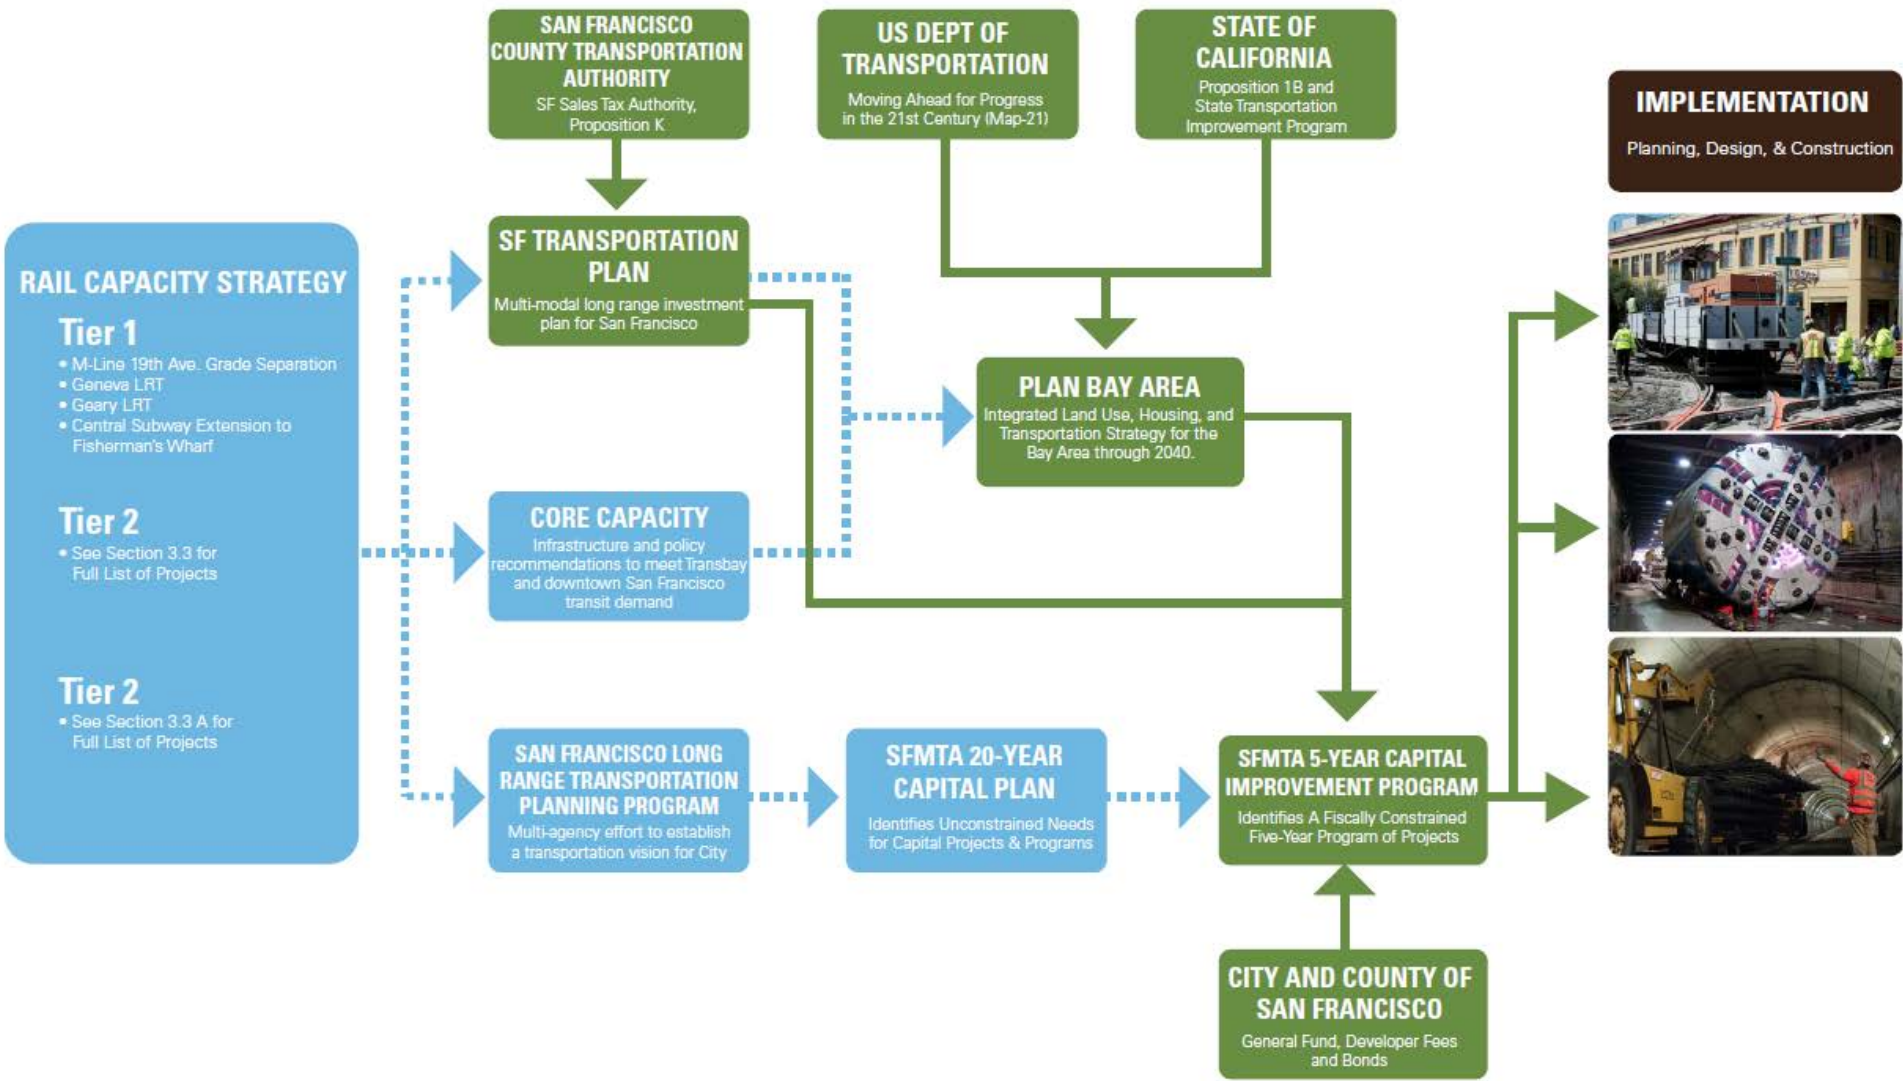 SAN FRANCISCO
COUNTY TRANSPORTATION
AUTHORITY
SF Sales Tax Authority,
Proposition K
US DEPT OF
TRANSPORTATION
Moving Ahead for Progress
in the 21st Century (Map-21)
STATE OF
CALIFORNIA
Proposition 1B and
State Transportation
Improvement Program
IMPLEMENTATION
Planning, Design, & Construction
RAIL CAPACITY STRATEGY
Tier 1
• M-Line 19th Ave. Grade Separation
• Geneva LRT
• Geary LRT
• Central Subway Extension to
Fisherman's Wharf
Tier 2
• See Section 3.3 for
Full List of Projects
Tier 2
• See Section 3.3 A for
Full List of Projects
SF TRANSPORTATION
PLAN
Multi-modal long range investment
plan for San Francisco
PLAN BAY AREA
Integrated Land Use, Housing, and
Transportation Strategy for the
Bay Area through 2040.
CORE CAPACITY
Infrastructure and policy
recommendations to meet Transbay
and downtown San Francisco
transit demand
SAN FRANCISCO LONG
RANGE TRANSPORTATION
PLANNING PROGRAM
Multi-agency effort to establish
a transportation vision for City
SFMTA 20-YEAR
CAPITAL PLAN
Identifies Unconstrained Needs
for Capital Projects & Programs
SFMTA 5-YEAR CAPITAL
IMPROVEMENT PROGRAM
Identifies A Fiscally Constrained
Five-Year Program of Projects
CITY AND COUNTY OF
SAN FRANCISCO
General Fund, Developer Fees
and Bonds